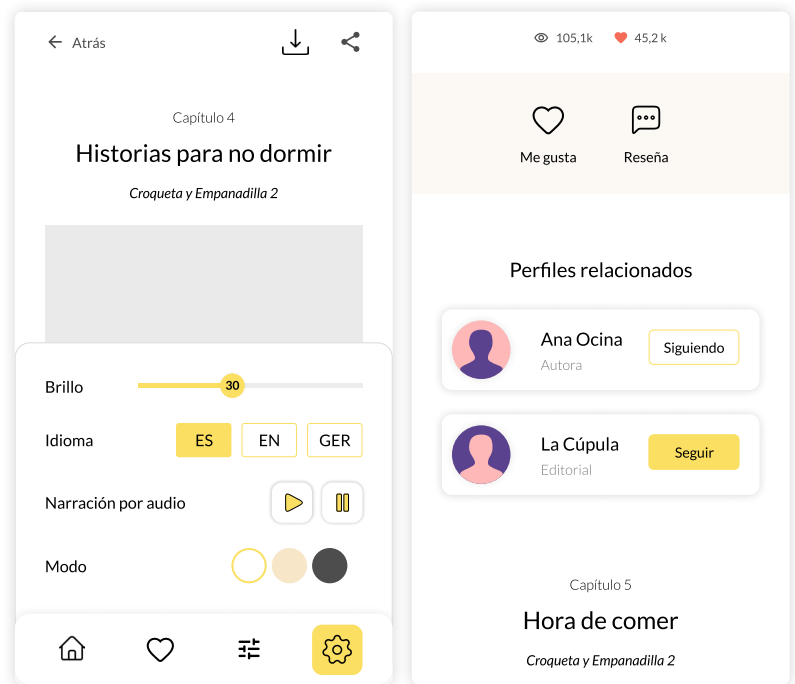 Atrás
Capítulo 4
Historias para no dormir
Croqueta y Empanadilla 2
Brillo
30
Idioma
ES
EN
GER
Narración por audio
Modo
105,1k
45,2 k
Me gusta
Reseña
Perfiles relacionados
Ana Ocina
Autora
Siguiendo
La Cúpula
Editorial
Seguir
Capítulo 5
Hora de comer
Croqueta y Empanadilla 2